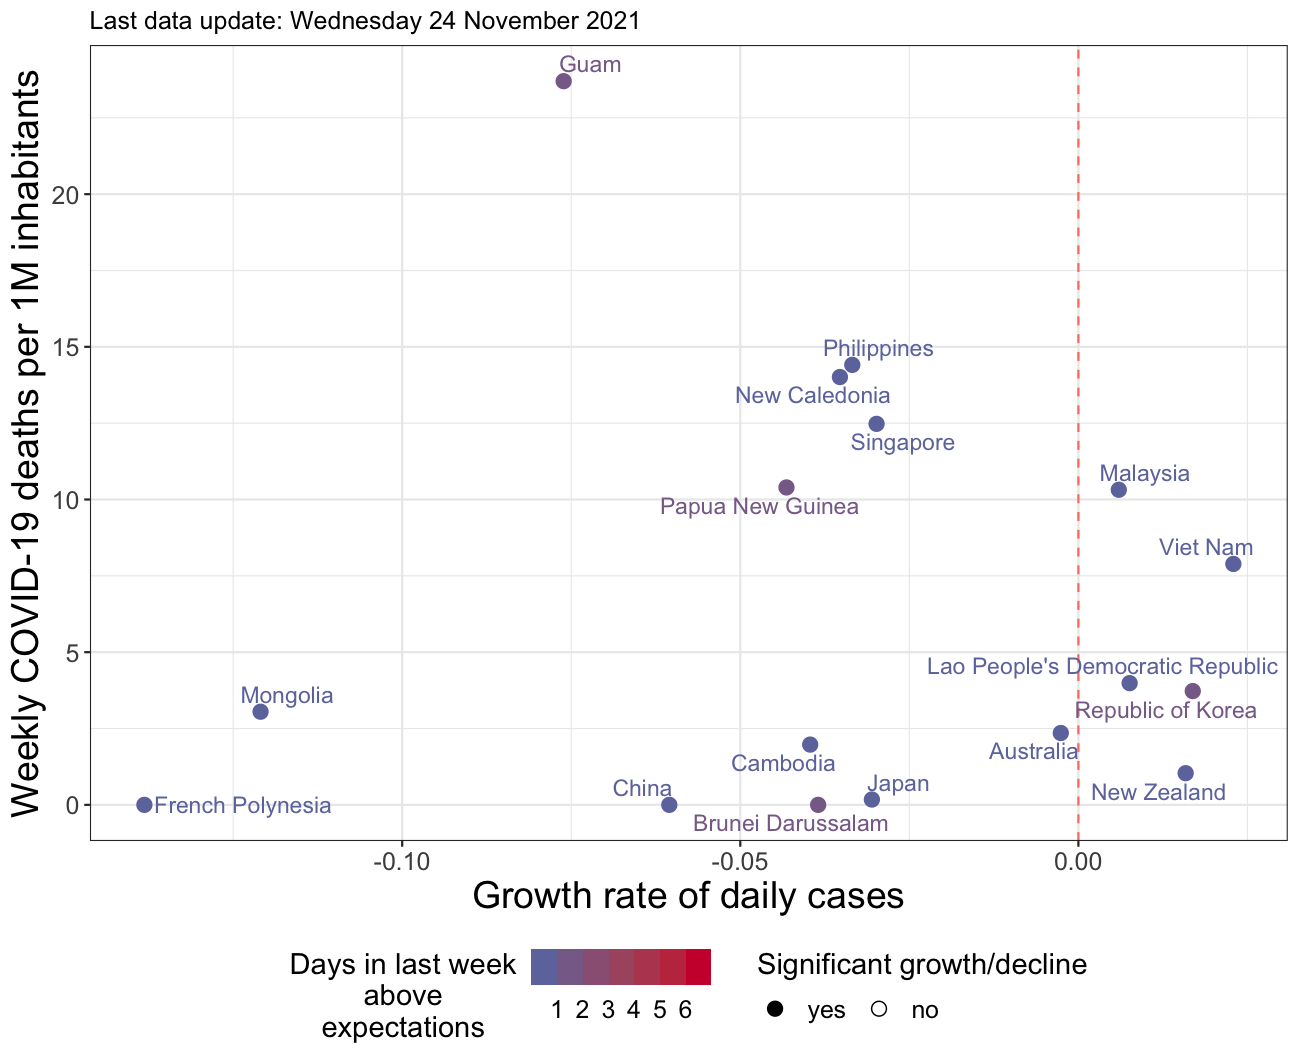 Last data update: Wednesday 24 November 2021
Weekly COVID-19 deaths per 1M inhabitants
20
15
10
5
0
Guam
Philippines
New Caledonia
Singapore
Malaysia
Papua New Guinea
Viet Nam
Lao People's Democratic Republic
Mongolia
Republic of Korea
Australia
Cambodia
New Zealand
China
Japan
French Polynesia
Brunei Darussalam
-0.10
-0.05
0.00
Growth rate of daily cases
Days in last week
above
expectations
1 2 3 4 5 6
Significant growth/decline
yes no